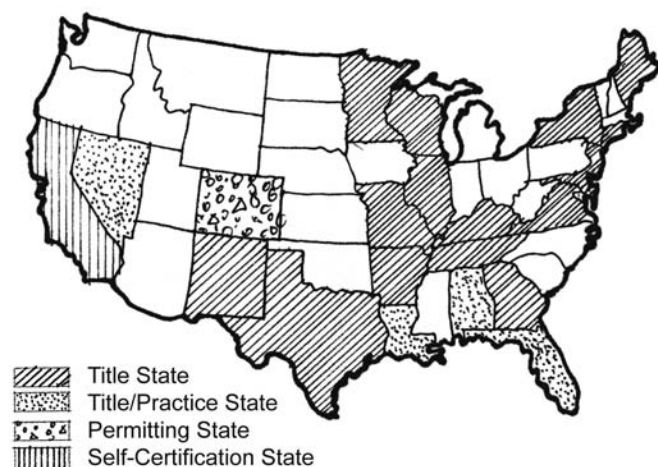 Title State
Title/Practice State
Permitting State
Self-Certification State